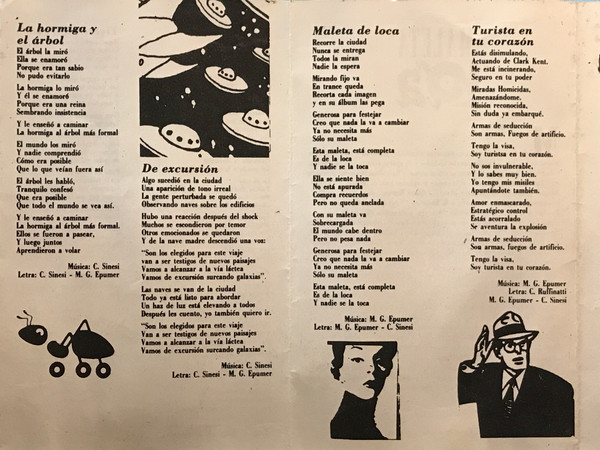 La hormiga y
el árbol
El árbol la miró
Ella se enamoró
Porque era tan sabio
No pudo evitarlo
La hormiga lo miró
Y él se enamoró
Porque era una reina
Sembrando insistencia
Y le enseñó a caminar
La hormiga al árbol más formal
El mundo los miró
Y nadie comprendió
Cómo era posible
Que lo que veían fuera así
El árbol les habló,
Tranquilo confesó
Que era posible
Que todo el mundo se vea así.
Y le enseñó a caminar
La hormiga al árbol más formal.
Ellos se fueron a pasear,
Y luego juntos
Aprendieron a volar
Música: C. Sinesi
Letra: C. Sinesi - M. G. Epumer
De excursión
Algo sucedió en la ciudad
Una aparición de tono irreal
La gente perturbada se quedó
Observando naves sobre los edificios
Hubo una reacción después del shock
Muchos se escondieron por temor
Otros emocionados se quedaron
Y de la nave madre descendió una voz:
"Son los elegidos para este viaje
van a ser testigos de nuevos paisajes
Vamos a alcanzar a la vía láctea
Vamos de excursión surcando galaxias".
Las naves se van de la ciudad
Todo ya está listo para abordar
Un haz de luz está elevando a todos
Después les cuento, yo también quiero ir.
"Son los elegidos para este viaje
Van a ser testigos de nuevos paisajes
Vamos a alcanzar a la vía láctea
Vamos de excursión surcando galaxias".
Música: C. Sinesi
Letra: C. Sinesi - M. G. Epumer
Maleta de loca
Recorre la ciudad
Nunca se entrega
Todos la miran
Nadie la espera
Mirando fijo va
En trance queda
Recorta cada imagen
y en su álbum las pega
Generosa para festejar
Creo que nada la va a cambiar
Ya no necesita más
Sólo su maleta
Esta maleta, está completa
Es de la loca
Y nadie se la toca
Ella se siente bien
No está apurada
Compra recuerdos
Pero no queda anclada
Con su maleta va
Sobrecargada
El mundo cabe dentro
Pero no pesa nada
Generosa para festejar
Creo que nada la va a cambiar
Ya no necesita más
Sólo su maleta
Esta maleta, está completa
Es de la loca
Y nadie se la toca
Música: M. G. Epumer
Letra: M. G. Epumer - C. Sinesi
Turista en
tu corazón
Estás disimulando,
Actuando de Clark Kent.
Me está incinerando,
Seguro en tu poder
Miradas Homicidas,
Amenazándome.
Misión reconocida,
Sin duda ya embarqué.
Armas de seducción
Son armas, Fuegos de artificio.
Tengo la visa,
Soy turista en tu corazón.
No sos invulnerable,
Y lo sabes muy bien.
Yo tengo mis misiles
Apuntándote también.
Amor enmascarado,
Estratégico control
Estás acorralado
Se aventura la explosión
Armas de seducción
Son armas, fuegos de artificio.
Tengo la visa,
Soy turista en tu corazón.
Música: M. G. Epumer
Letra: C. Ruffinatti
M. G. Epumer - C. Sinesi